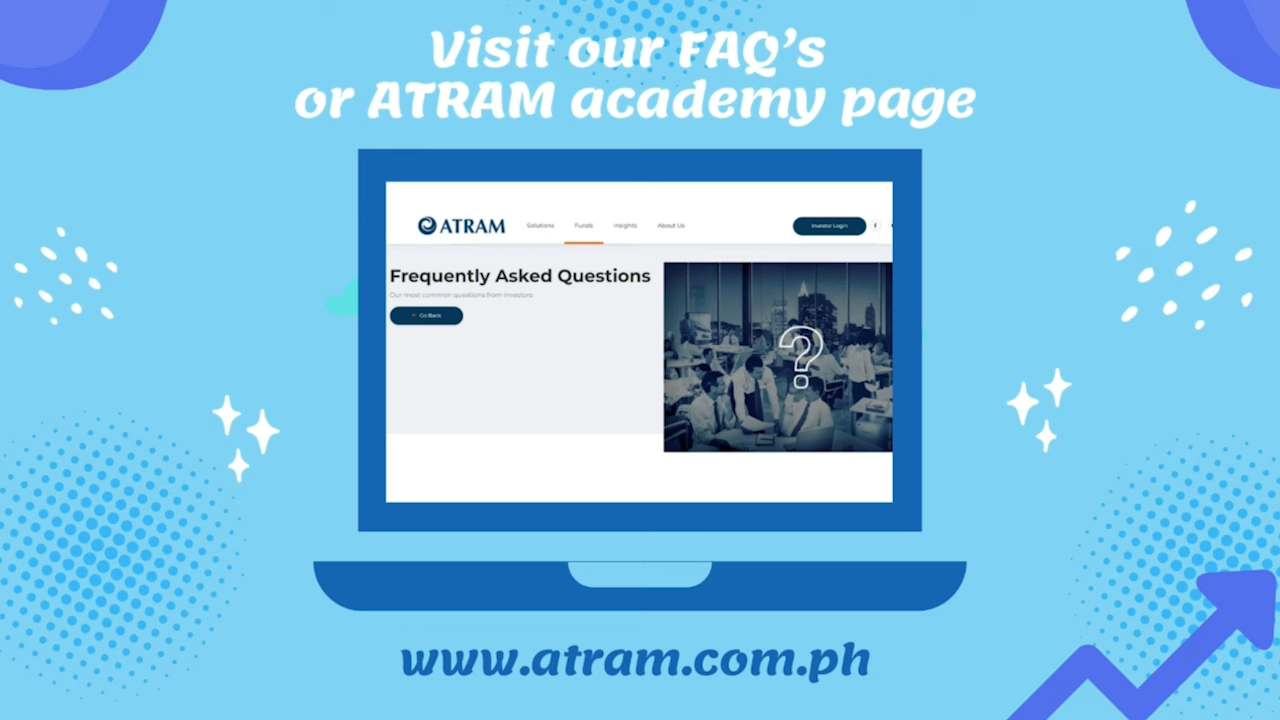 Visit our FAQ's
or ATRAM academy page
ATRAM
Solutions Funds Insights About Us
Investor Login
f
Frequently Asked Questions
Our most common questions from investors
Go Back
?
www.atram.com.ph